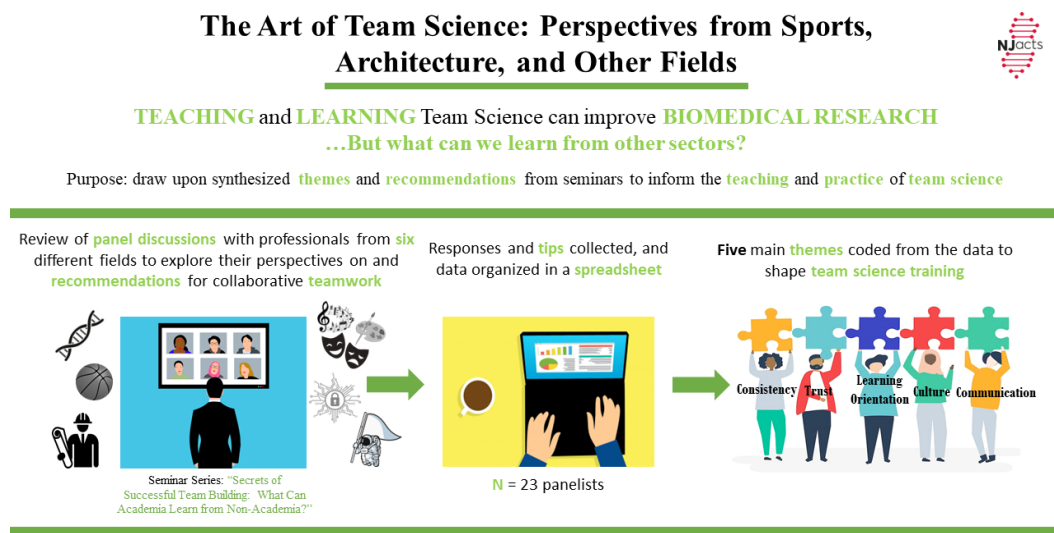 The Art of Team Science: Perspectives from Sports,
Architecture, and Other Fields
NJacts
TEACHING and LEARNING Team Science can improve BIOMEDICAL RESEARCH
…But what can we learn from other sectors?
Purpose: draw upon synthesized themes and recommendations from seminars to inform the teaching and practice of team science
Review of panel discussions with professionals from six
different fields to explore their perspectives on and
recommendations for collaborative teamwork
Seminar Series: “Secrets of
Successful Team Building: What Can
Academia Learn from Non-Academia?”
Responses and tips collected, and
data organized in a spreadsheet
N = 23 panelists
Five main themes coded from the data to
shape team science training
Consistency
Trust
Learning
Orientation
Culture
Communication